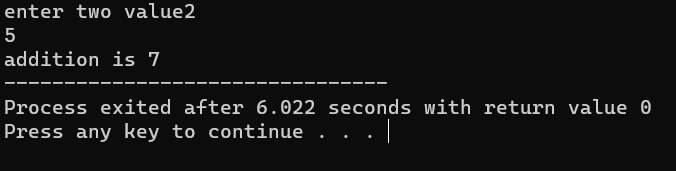 enter two value2
5
addition is 7
--------------------------------
Process exited after 6.022 seconds with return value 0
Press any key to continue . . .